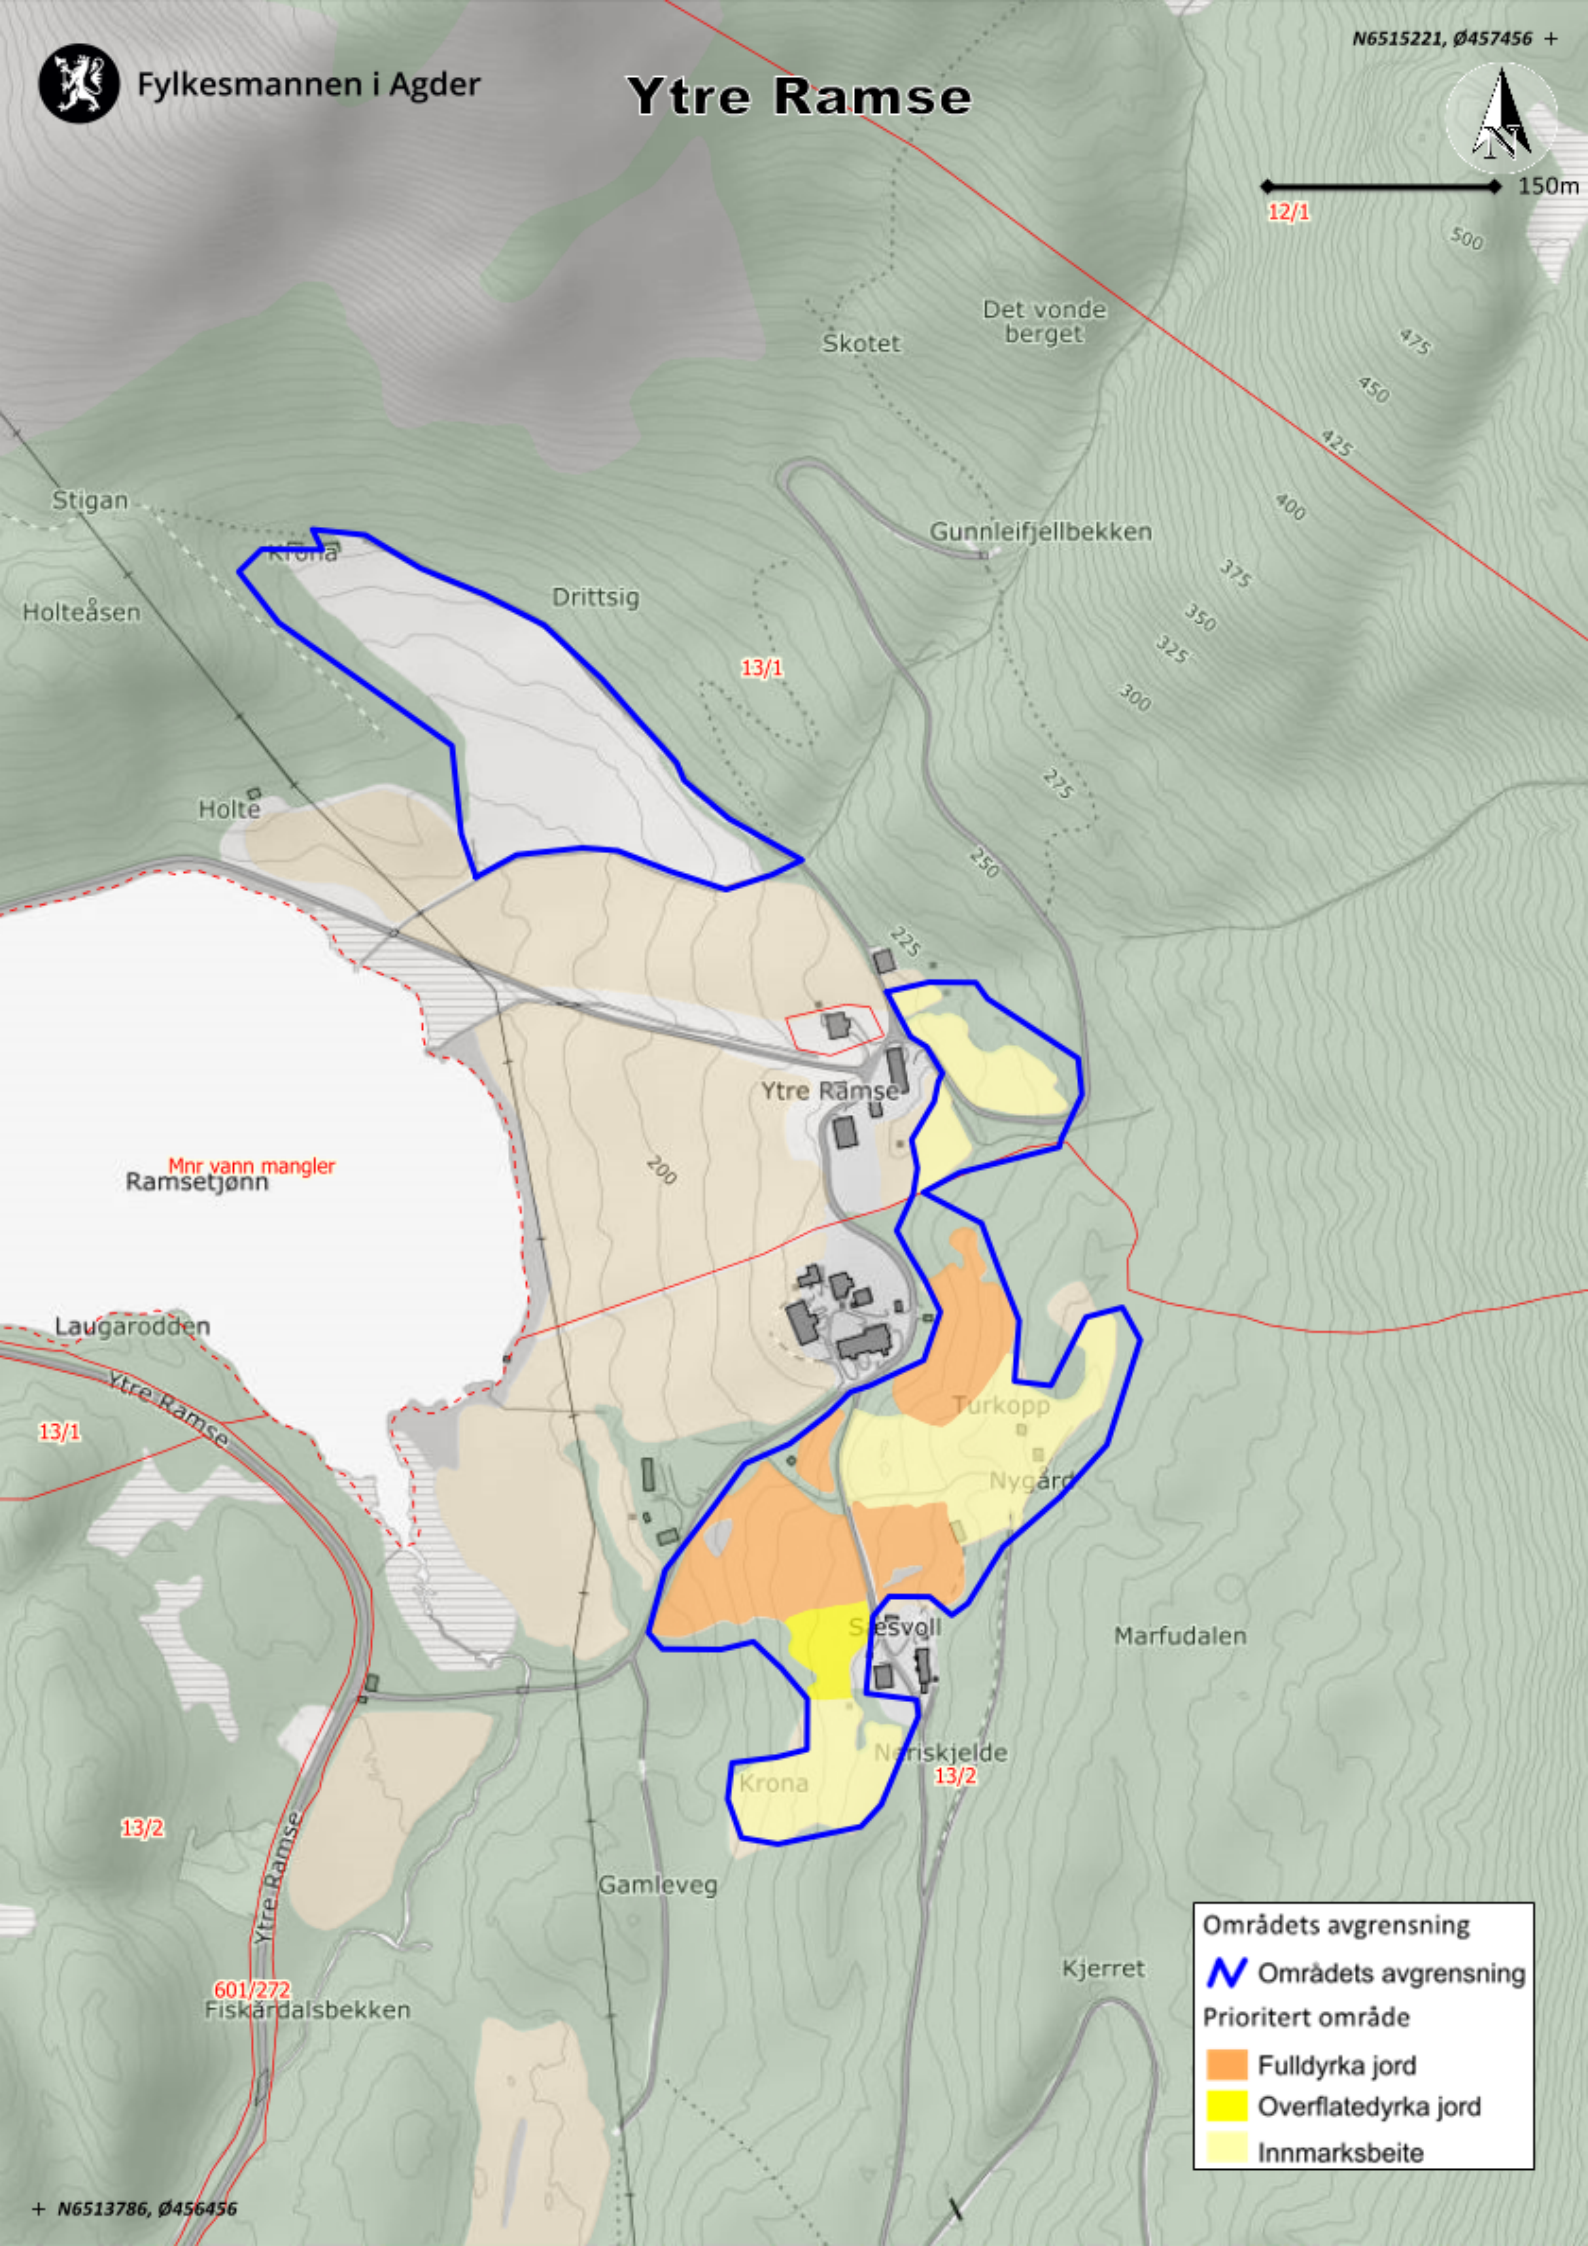 N6515221, Ø457456 +
Fylkesmannen i Agder
Ytre Ramse
N
150m
12/1
500
Det vonde
berget
Skotet
475
450
425
Stigan
400
Gunnleifjellbekken
Krona
375
Drittsig
Holteåsen
350
325
13/1
300
275
Holte
250
225
Ytre Ramse
Mnr vann mangler
Ramsetjønn
200
Laugarodden
Ytre Ramse
Turkopp
13/1
Nygård
Sæsvoll
Marfudalen
Neriskjelde
13/2
Krona
13/2
Ytre Ramse
Gamleveg
Kjerret
601/272
Fiskårdalsbekken
Områdets avgrensning
Områdets avgrensning
Prioritert område
Fulldyrka jord
Overflatedyrka jord
Innmarksbeite
+ N6513786, Ø456456